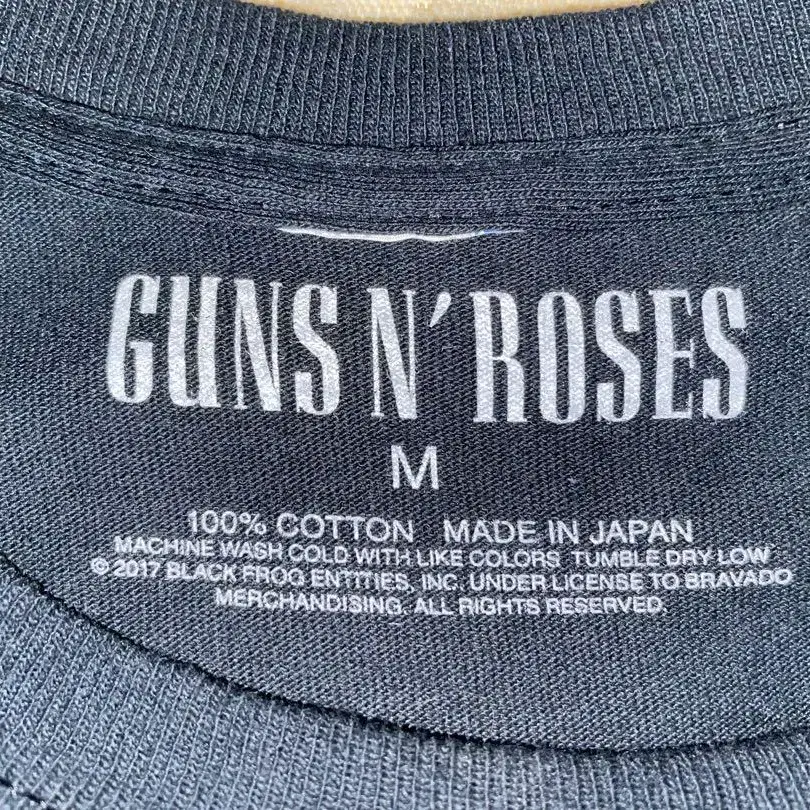 GUNS N' ROSES
M
100% COTTON MADE IN JAPAN
MACHINE WASH COLD WITH LIKE COLORS TUMBLE DRY LOW
© 2017 BLACK FROG ENTITIES, INC. UNDER LICENSE TO BRAVADO
MERCHANDISING. ALL RIGHTS RESERVED.